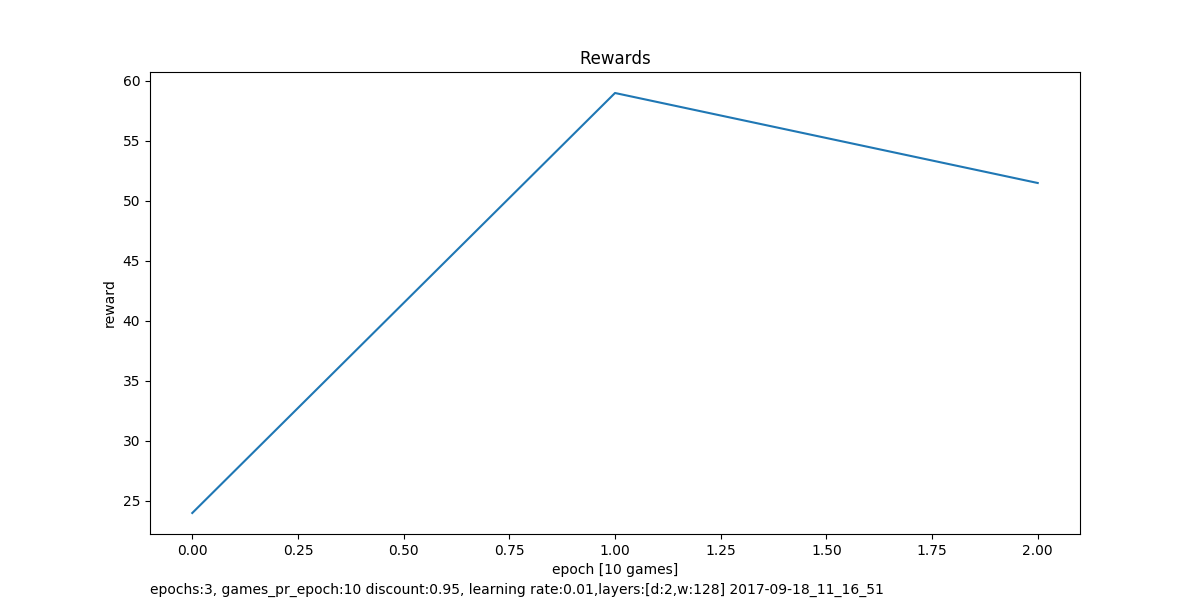 Rewards
60
55
50
45
40
35
30
25
reward
0.00 0.25 0.50 0.75 1.00 1.25 1.50 1.75 2.00
epoch [10 games]
epochs:3, games_pr_epoch:10 discount:0.95, learning rate:0.01,layers:[d:2,w:128] 2017-09-18_11_16_51